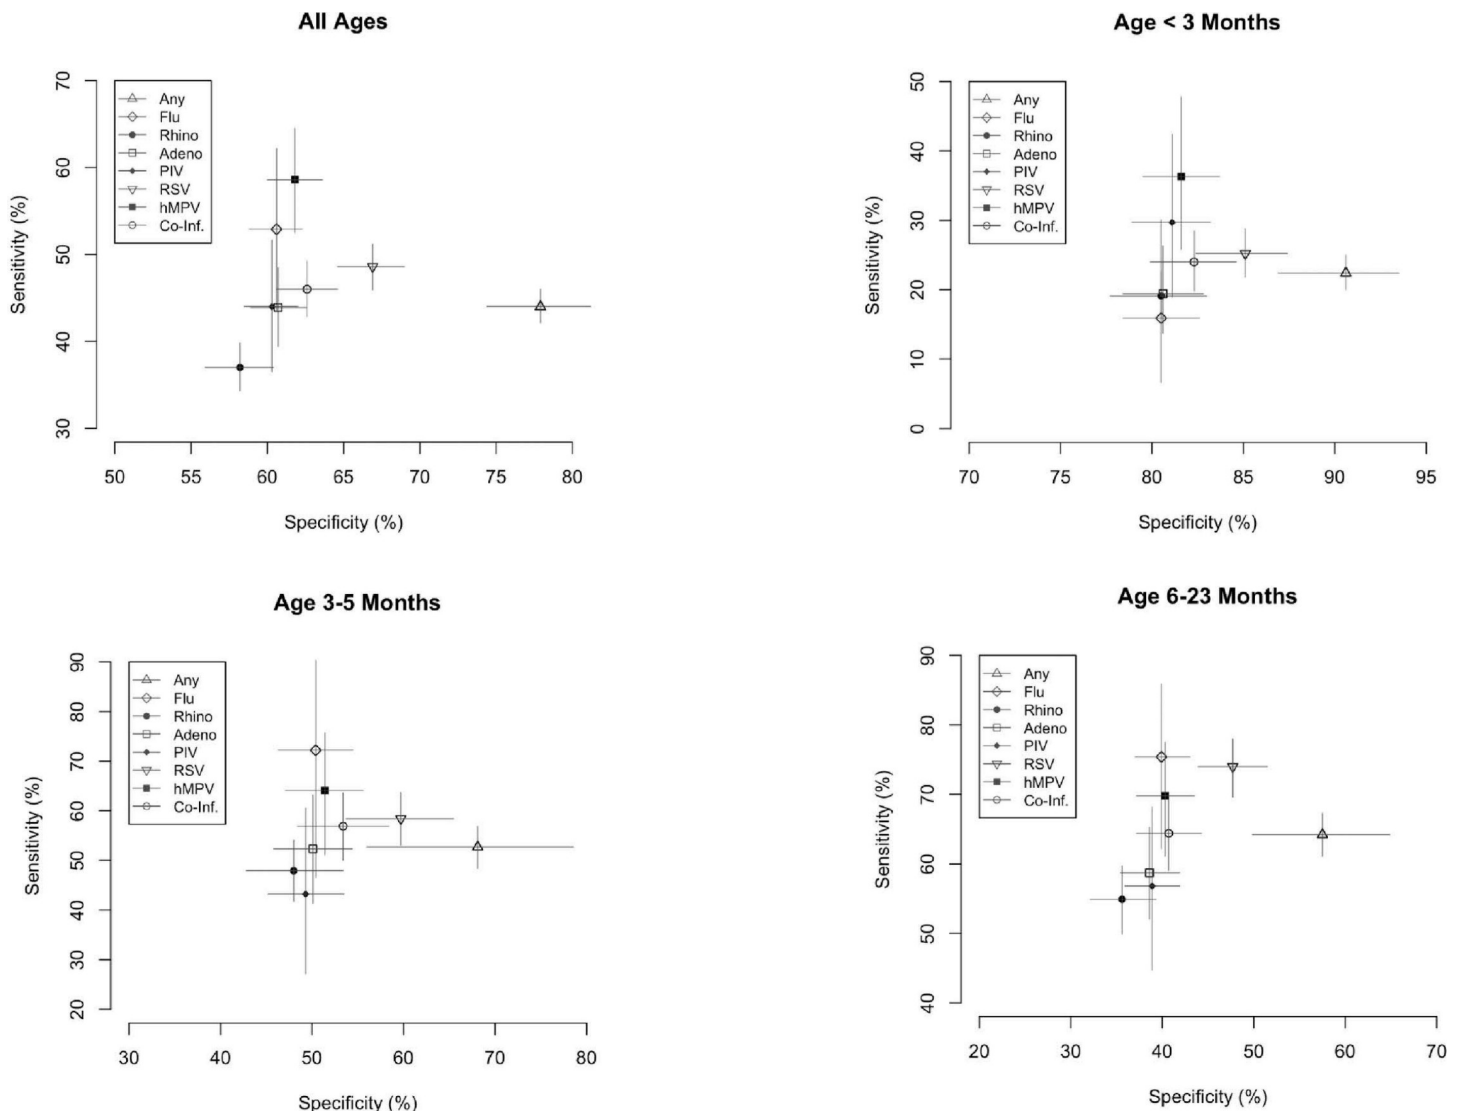 All Ages
70
60
50
40
30
Sensitivity (%)
Any
Flu
Rhino
Adeno
PIV
RSV
hMPV
Co-Inf.
50 55 60 65 70 75 80
Specificity (%)
Age < 3 Months
50
40
30
20
10
0
Sensitivity (%)
Any
Flu
Rhino
Adeno
PIV
RSV
hMPV
Co-Inf.
70 75 80 85 90 95
Specificity (%)
Age 3-5 Months
90
80
70
60
50
40
30
20
Sensitivity (%)
Any
Flu
Rhino
Adeno
PIV
RSV
hMPV
Co-Inf.
30 40 50 60 70 80
Specificity (%)
Age 6-23 Months
90
80
70
60
50
40
Sensitivity (%)
Any
Flu
Rhino
Adeno
PIV
RSV
hMPV
Co-Inf.
20 30 40 50 60 70
Specificity (%)